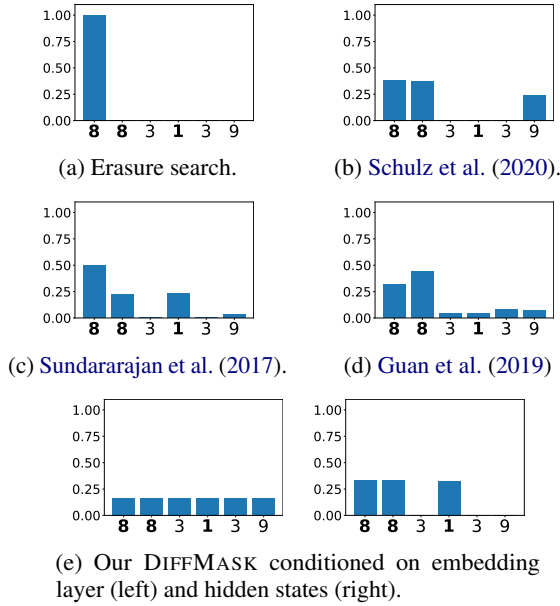 1.00
0.75
0.50
0.25
0.00
8 8 3 1 3 9
(a) Erasure search.
1.00
0.75
0.50
0.25
0.00
8 8 3 1 3 9
(b) Schulz et al. (2020).
1.00
0.75
0.50
0.25
0.00
8 8 3 1 3 9
(c) Sundararajan et al. (2017).
1.00
0.75
0.50
0.25
0.00
8 8 3 1 3 9
(d) Guan et al. (2019)
1.00
0.75
0.50
0.25
0.00
8 8 3 1 3 9
1.00
0.75
0.50
0.25
0.00
8 8 3 1 3 9
(e) Our DIFFMASK conditioned on embedding
layer (left) and hidden states (right).